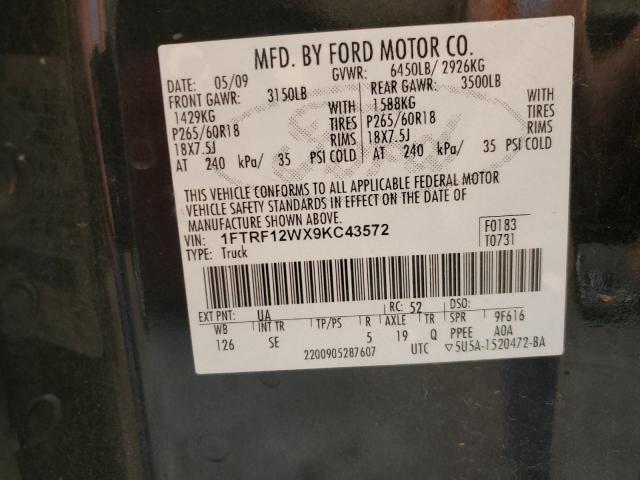 MFD. BY FORD MOTOR CO.
DATE: 05/09 GVWR: 6450LB/ 2926KG
FRONT GAWR: 3150LB REAR GAWR: 3500LB
1429KG WITH 1588KG WITH
P265/60R18 TIRES P265/60R18 TIRES
18X7.5J RIMS 18X7.5J RIMS
AT 240 kPa/ 35 PSI COLD AT 240 kPa/ 35 PSI COLD
THIS VEHICLE CONFORMS TO ALL APPLICABLE FEDERAL MOTOR
VEHICLE SAFETY STANDARDS IN EFFECT ON THE DATE OF
MANUFACTURE SHOWN ABOVE.
VIN: 1FTRF12WX9KC43572 F0183
TYPE: Truck T0731
EXT PNT: UA RC: 52 DSO:
WB INT TR TP/PS R AXLE TR SPR 9F616
126 SE 5 19 Q PPEE A0A
2200905287607 UTC ▽5U5A-1520472-BA
Ford